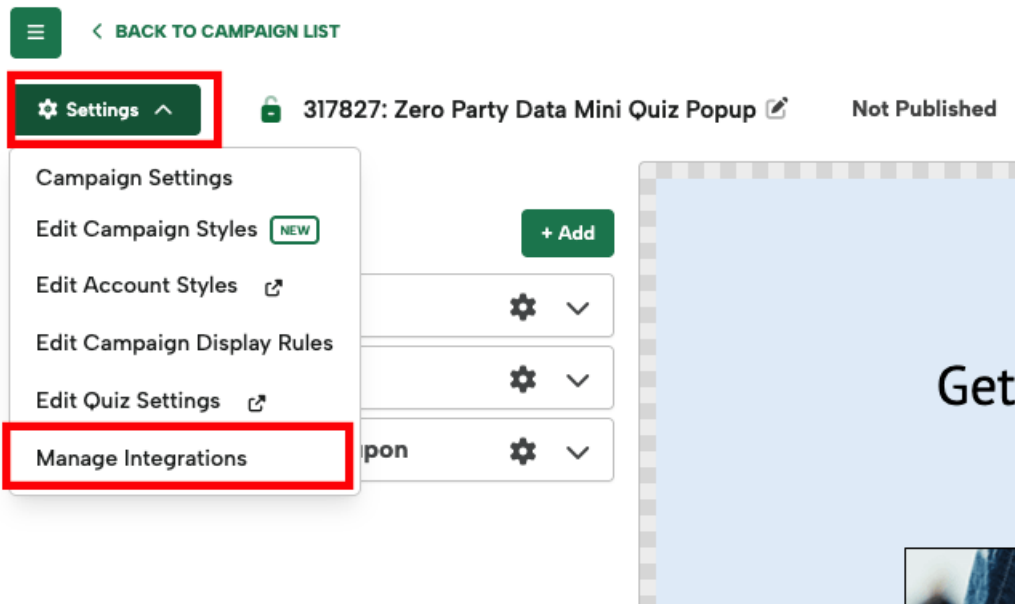 BACK TO CAMPAIGN LIST
Settings
317827: Zero Party Data Mini Quiz Popup
Not Published
Campaign Settings
Edit Campaign Styles NEW
+ Add
Edit Account Styles
Edit Campaign Display Rules
Get
Edit Quiz Settings
Manage Integrations